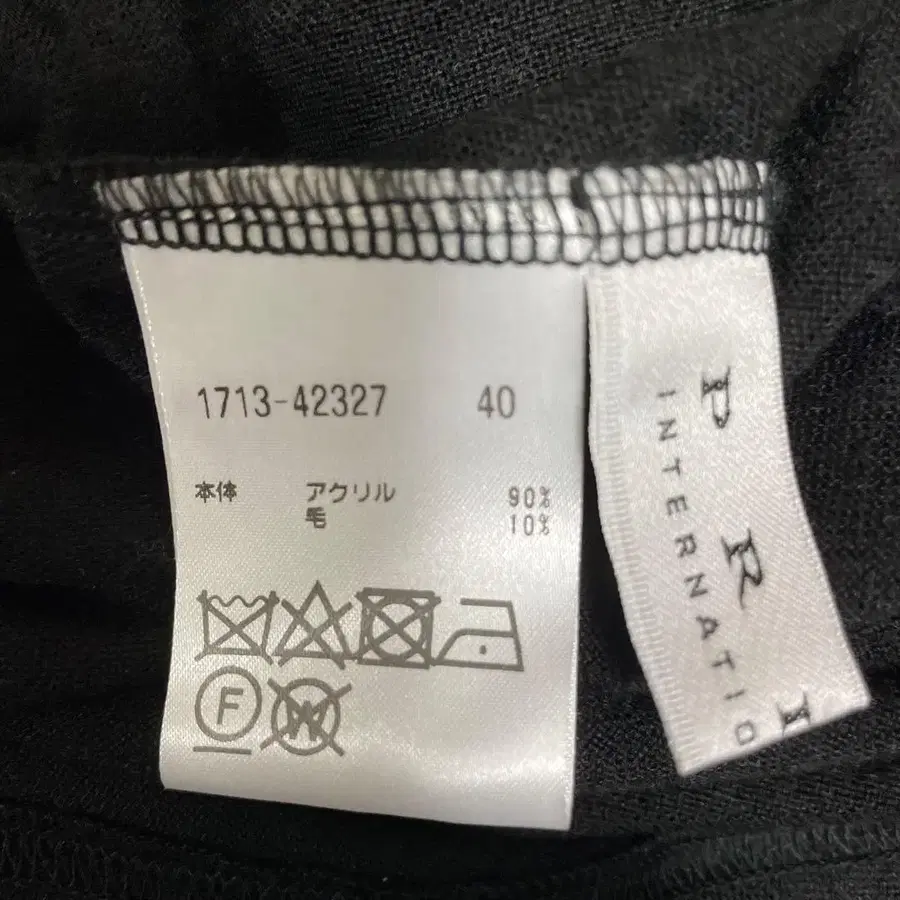 1713-42327 40
本体 アクリル 90%
毛 10%
F
W
P R I
INTERNATIO